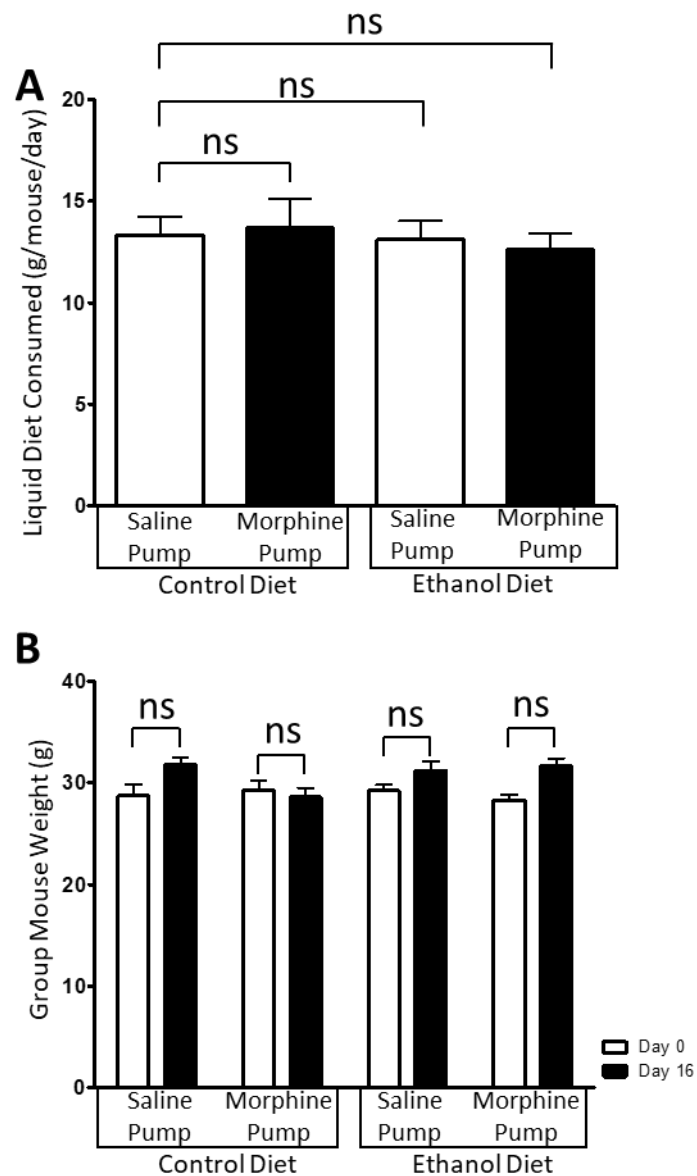 ns
A
ns
ns
Liquid Diet Consumed (g/mouse/day)
20
15
10
5
0
Saline Pump
Morphine Pump
Saline Pump
Morphine Pump
Control Diet
Ethanol Diet
B
Group Mouse Weight (g)
40
30
20
10
0
ns
ns
ns
ns
Day 0
Day 16
Saline Pump
Morphine Pump
Saline Pump
Morphine Pump
Control Diet
Ethanol Diet